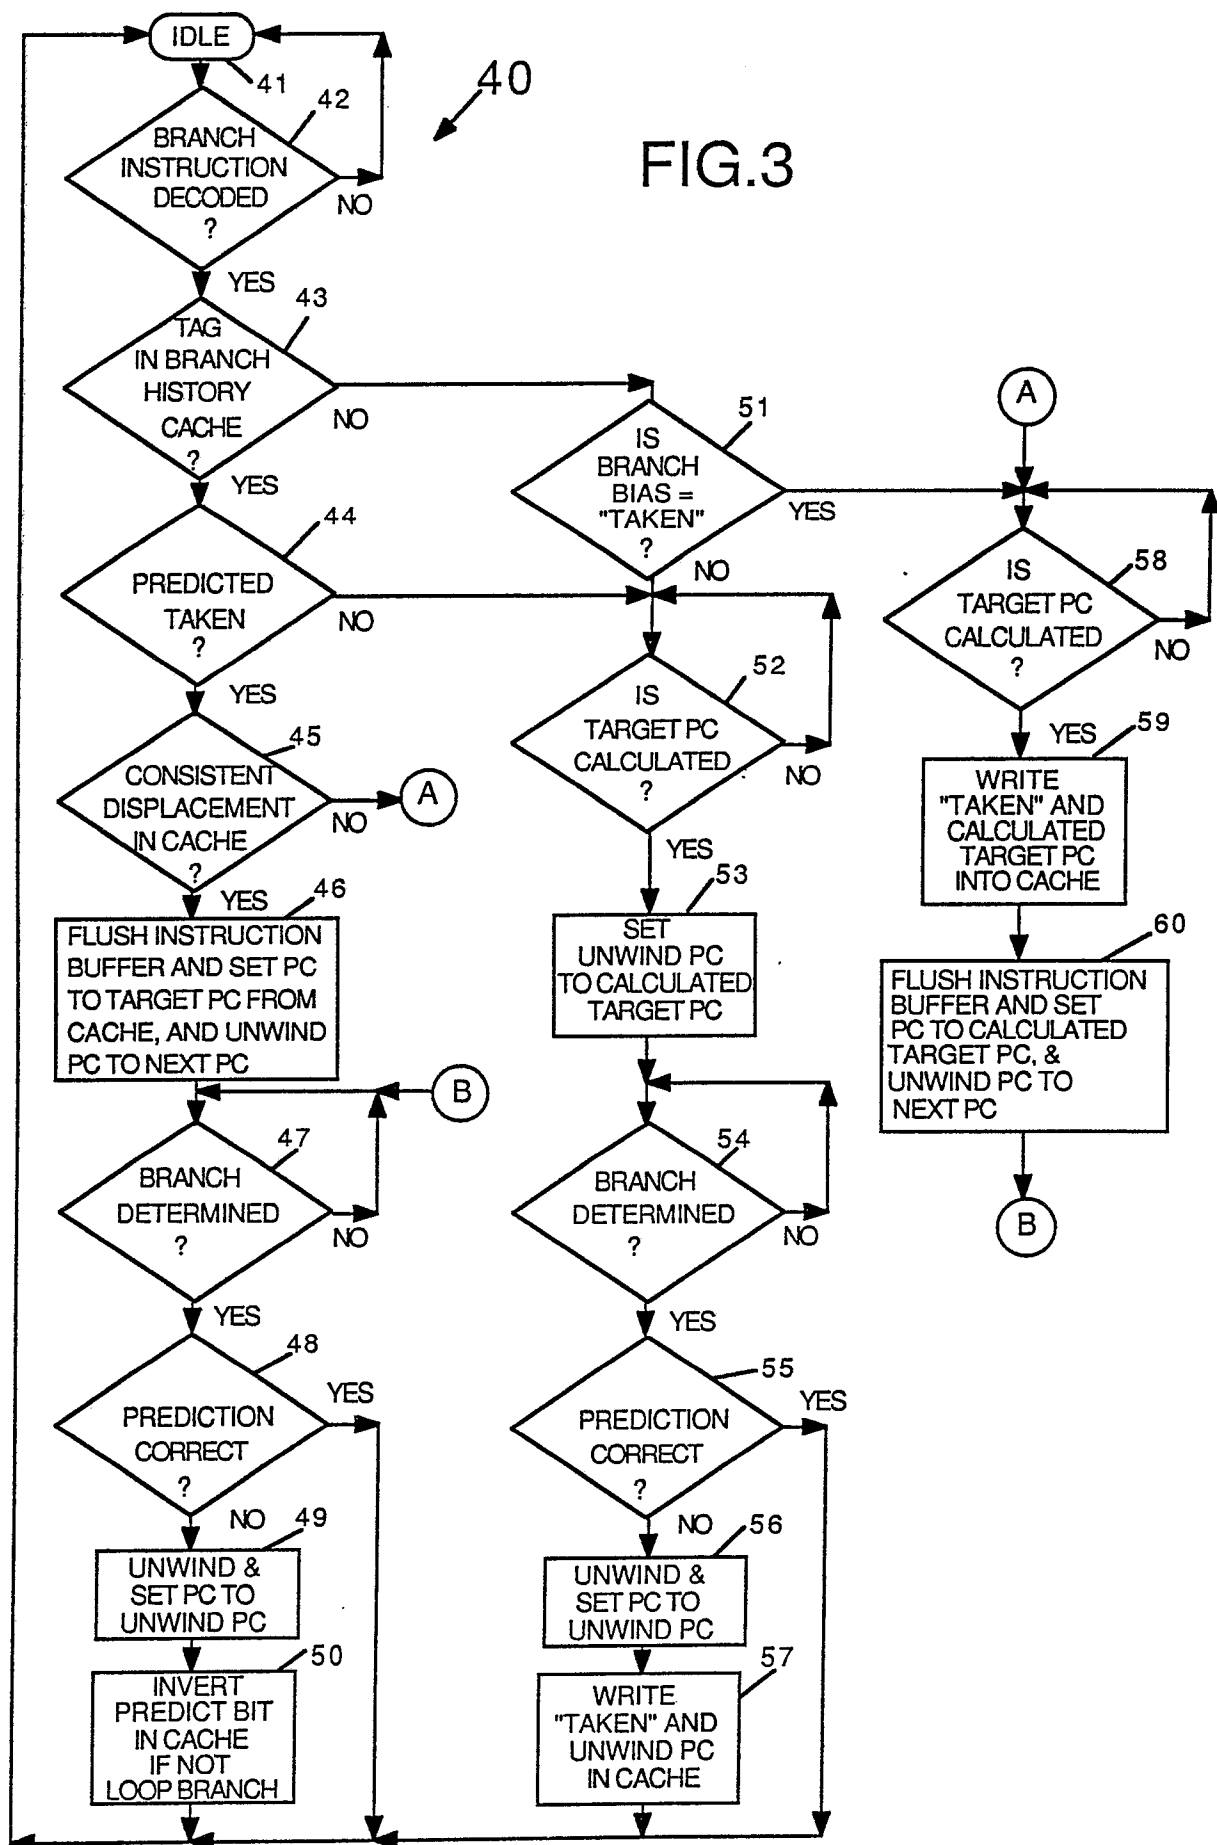 IDLE
41
40
FIG.3
42
BRANCH
INSTRUCTION
DECODED
?
NO
YES
43
TAG
IN BRANCH
HISTORY
CACHE
?
NO
YES
44
PREDICTED
TAKEN
?
NO
YES
45
CONSISTENT
DISPLACEMENT
IN CACHE
?
NO
A
YES
46
FLUSH INSTRUCTION
BUFFER AND SET PC
TO TARGET PC FROM
CACHE, AND UNWIND
PC TO NEXT PC
B
47
BRANCH
DETERMINED
?
NO
YES
48
PREDICTION
CORRECT
?
YES
NO
49
UNWIND &
SET PC TO
UNWIND PC
50
INVERT
PREDICT BIT
IN CACHE
IF NOT
LOOP BRANCH
51
IS
BRANCH
BIAS =
"TAKEN"
?
YES
NO
52
IS
TARGET PC
CALCULATED
?
NO
YES
53
SET
UNWIND PC
TO CALCULATED
TARGET PC
54
BRANCH
DETERMINED
?
NO
YES
55
PREDICTION
CORRECT
?
YES
NO
56
UNWIND &
SET PC TO
UNWIND PC
57
WRITE
"TAKEN" AND
UNWIND PC
IN CACHE
A
58
IS
TARGET PC
CALCULATED
?
NO
YES
59
WRITE
"TAKEN" AND
CALCULATED
TARGET PC
INTO CACHE
60
FLUSH INSTRUCTION
BUFFER AND SET
PC TO CALCULATED
TARGET PC, &
UNWIND PC TO
NEXT PC
B